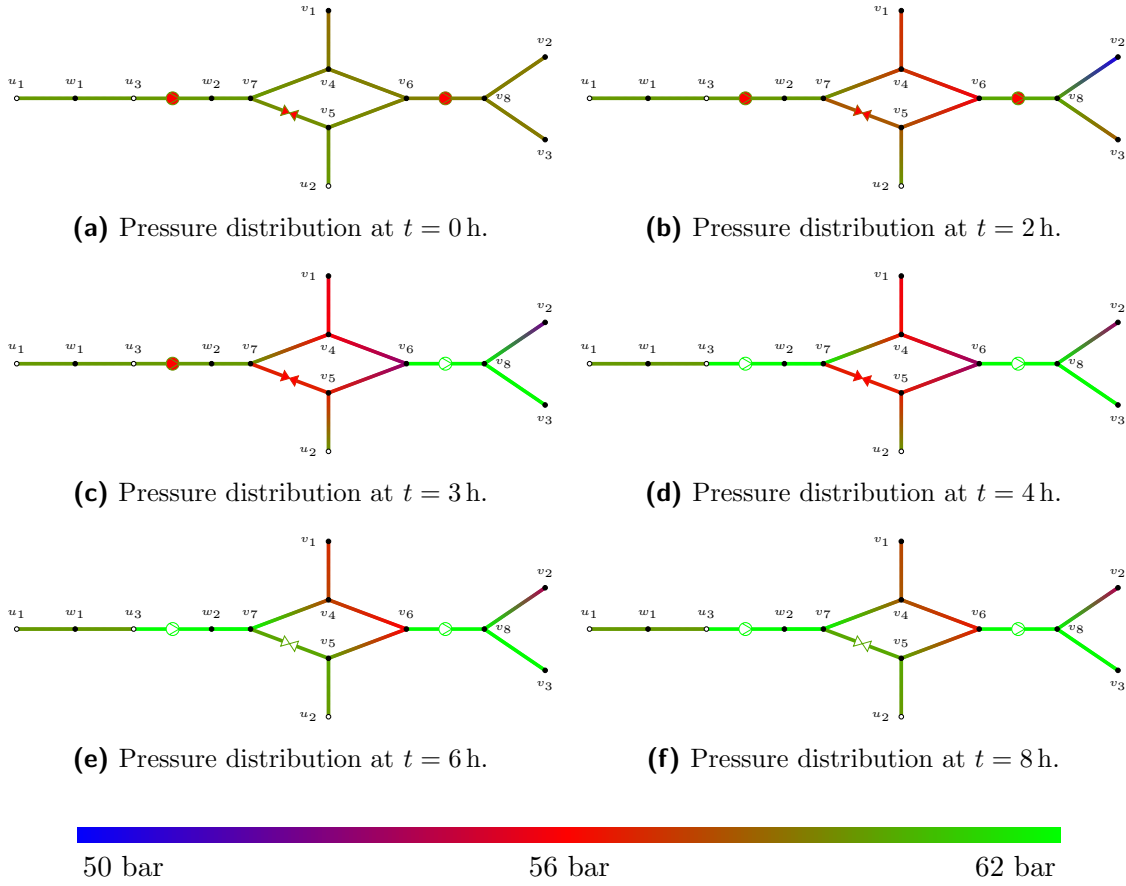 v1 v1
v2 v2
u1 w1 u3 w2 v7 v6 u1 w1 u3 w2 v7 v6
v4 v8 v4 v8
v5 v5
v3 v3
u2 u2
(a) Pressure distribution at t = 0 h. (b) Pressure distribution at t = 2 h.
v1 v1
v2 v2
u1 w1 u3 w2 v7 v6 u1 w1 u3 w2 v7 v6
v4 v8 v4 v8
v5 v5
v3 v3
u2 u2
(c) Pressure distribution at t = 3 h. (d) Pressure distribution at t = 4 h.
v1 v1
v2 v2
u1 w1 u3 w2 v7 v6 u1 w1 u3 w2 v7 v6
v4 v8 v4 v8
v5 v5
v3 v3
u2 u2
(e) Pressure distribution at t = 6 h. (f) Pressure distribution at t = 8 h.
50 bar 56 bar 62 bar